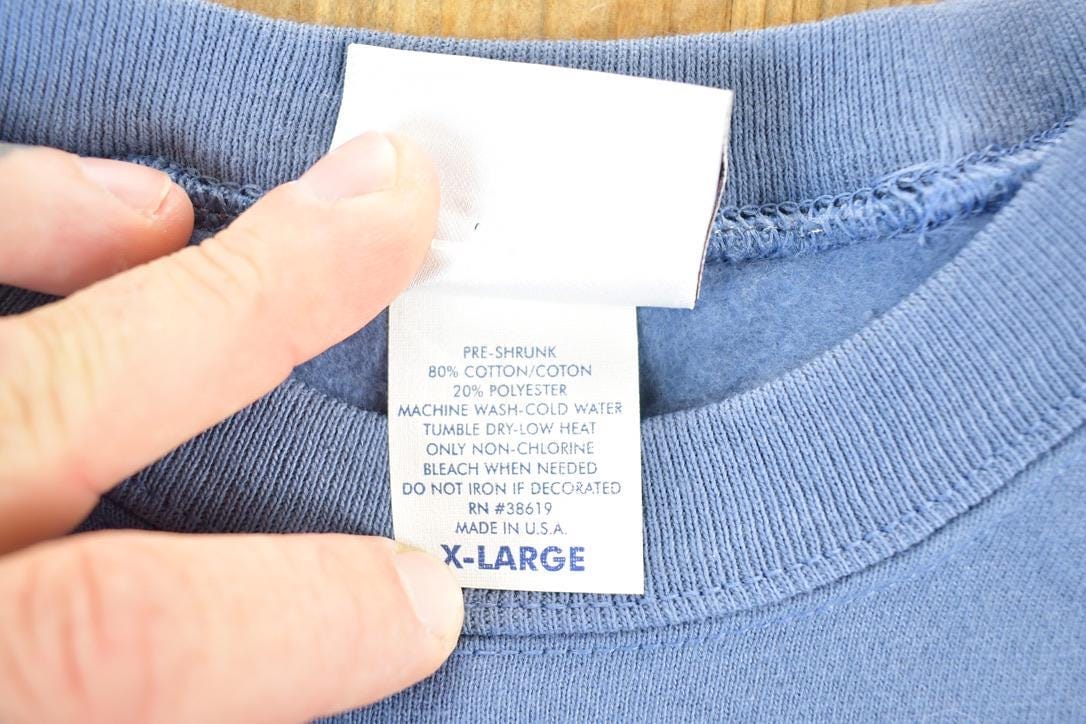 PRE-SHRUNK
80% COTTON/COTON
20% POLYESTER
MACHINE WASH-COLD WATER
TUMBLE DRY-LOW HEAT
ONLY NON-CHLORINE
BLEACH WHEN NEEDED
DO NOT IRON IF DECORATED
RN #38619
MADE IN U.S.A.
X-LARGE